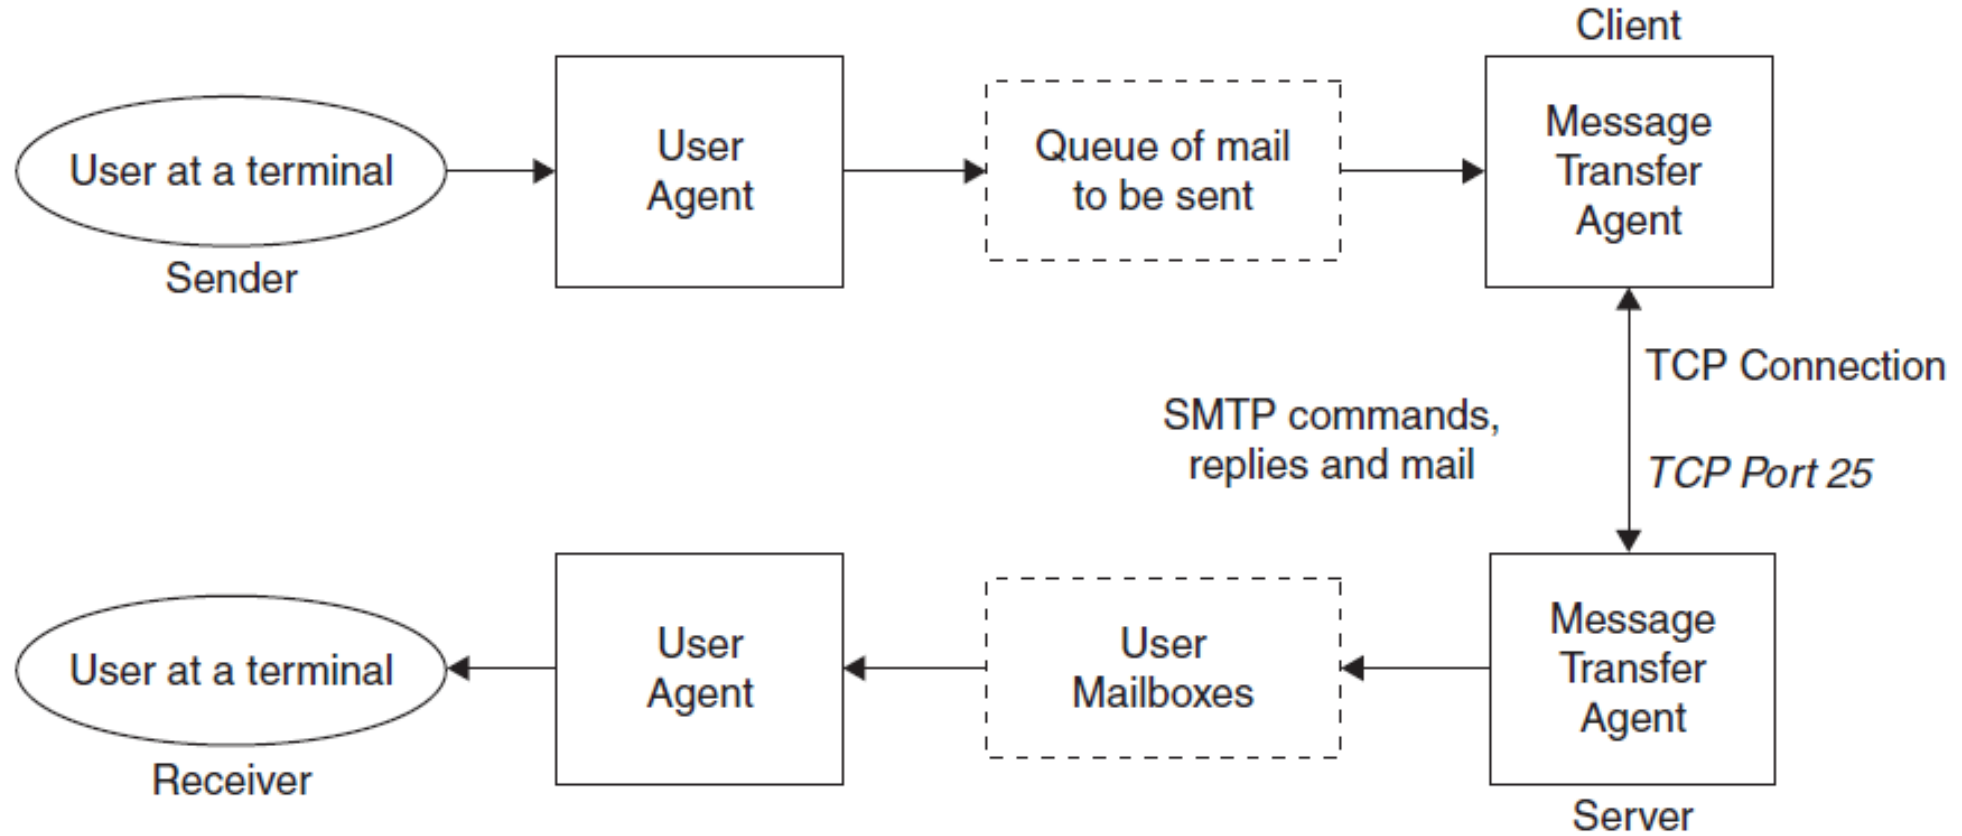 Client
User at a terminal
User
Agent
Queue of mail
to be sent
Message
Transfer
Agent
Sender
TCP Connection
SMTP commands,
replies and mail
TCP Port 25
User at a terminal
User
Agent
User
Mailboxes
Message
Transfer
Agent
Receiver
Server